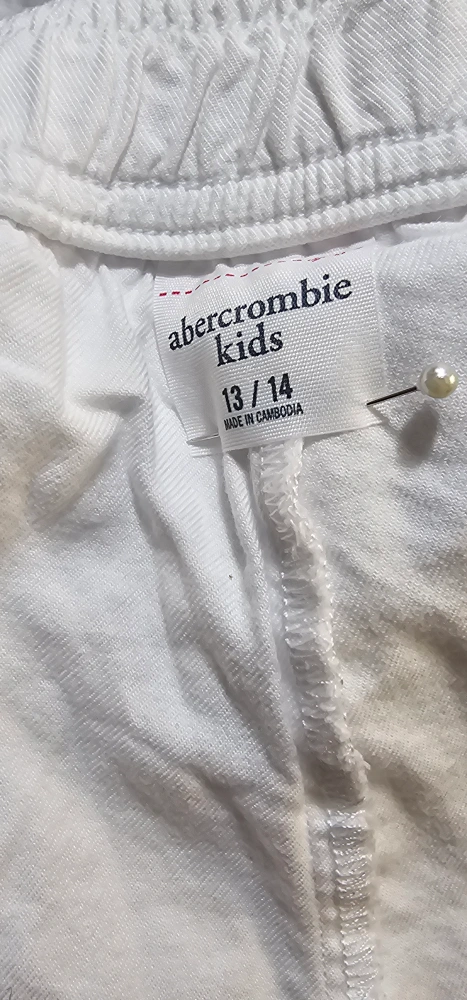 abercrombie
kids
13 / 14
MADE IN CAMBODIA